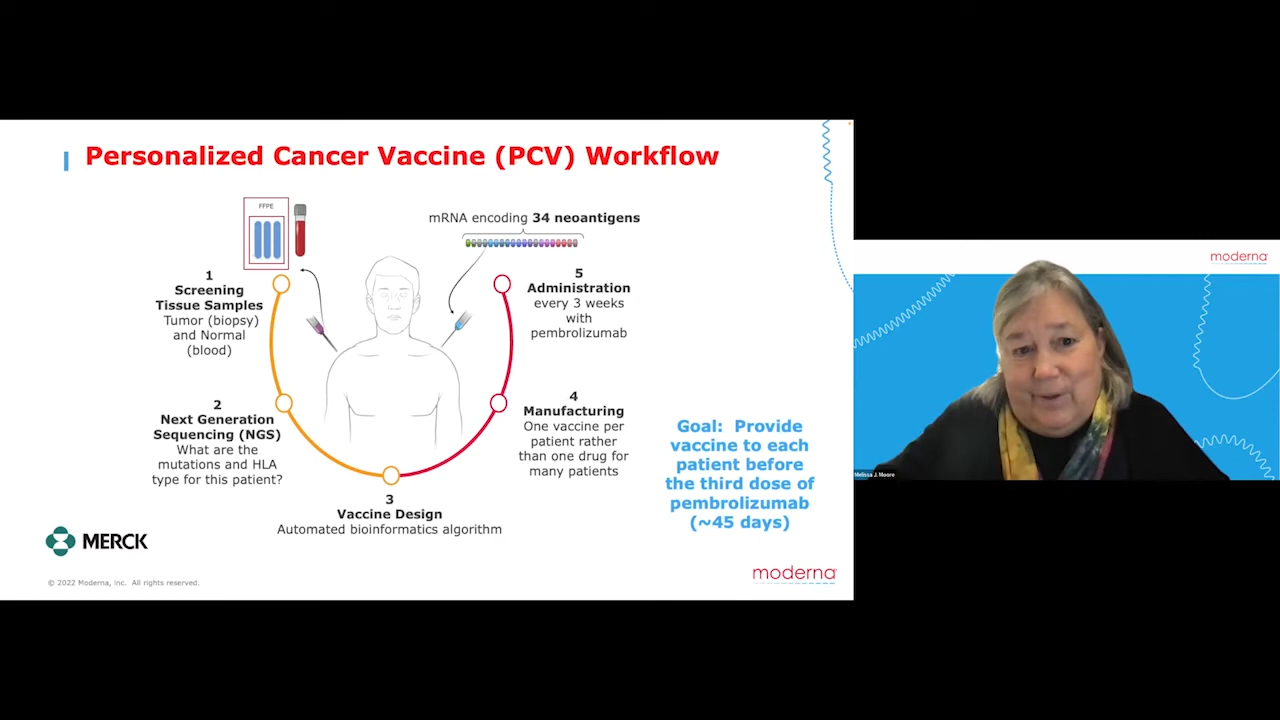 Personalized Cancer Vaccine (PCV) Workflow
FFPE
mRNA encoding 34 neoantigens
1
Screening
Tissue Samples
Tumor (biopsy)
and Normal
(blood)
2
Next Generation
Sequencing (NGS)
What are the
mutations and HLA
type for this patient?
3
Vaccine Design
Automated bioinformatics algorithm
4
Manufacturing
One vaccine per
patient rather
than one drug for
many patients
5
Administration
every 3 weeks
with
pembrolizumab
Goal: Provide
vaccine to each
patient before
the third dose of
pembrolizumab
(~45 days)
MERCK
© 2022 Moderna, inc. All rights reserved.
moderna
moderna
Melissa J. Moore